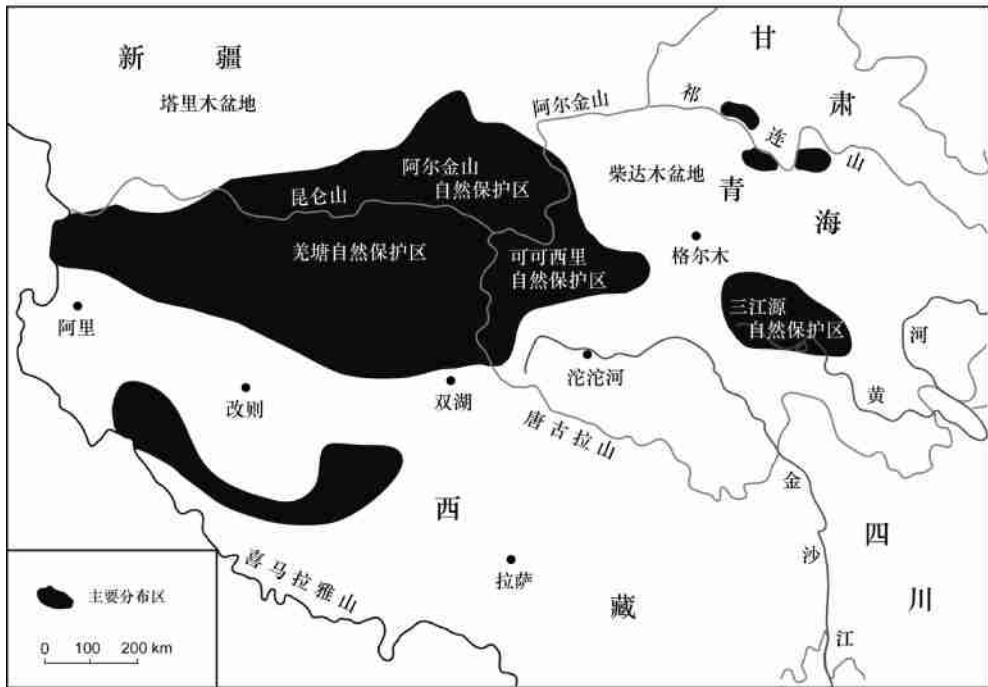 新疆
塔里木盆地
甘肃
阿尔金山
祁连山
阿尔金山
自然保护区
柴达木盆地
青海
昆仑山
羌塘自然保护区
可可西里
自然保护区
格尔木
三江源
自然保护区
阿里
黄河
沱沱河
改则
双湖
唐古拉山
金沙江
西藏
四川
喜马拉雅山
拉萨
主要分布区
0 100 200 km